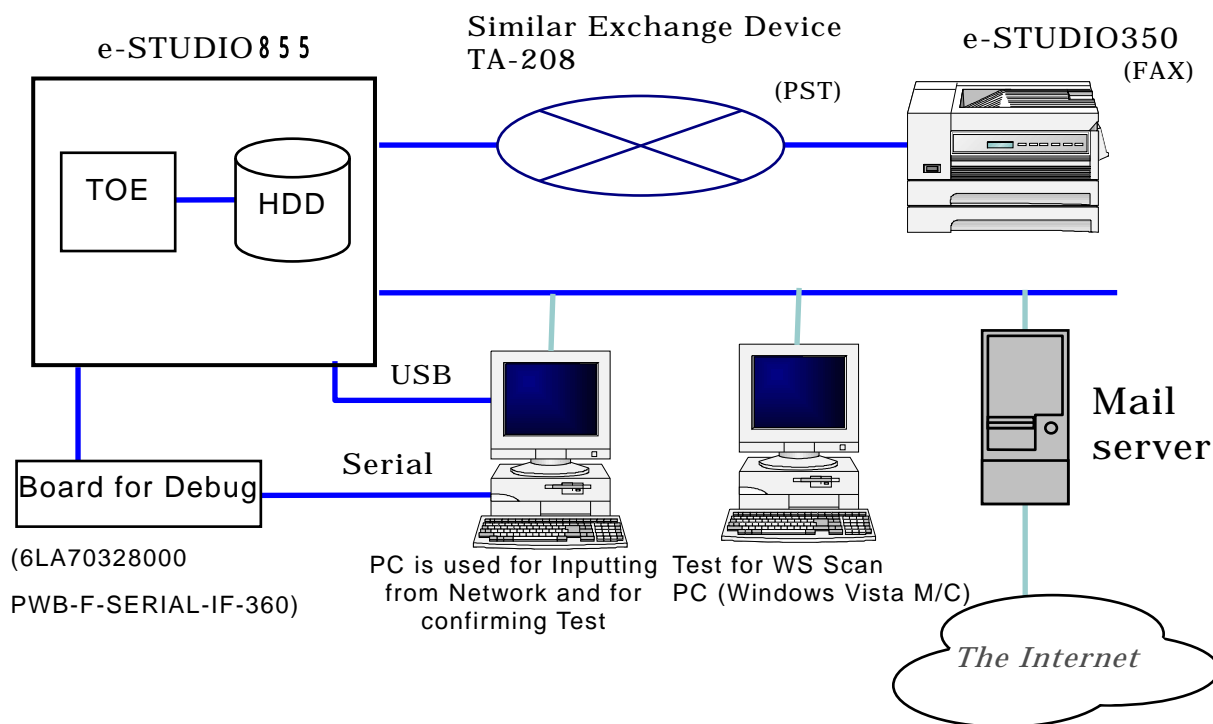 e-STUDIO855
Similar Exchange Device
TA-208
(PST)
e-STUDIO350
(FAX)
TOE
HDD
USB
Serial
Board for Debug
(6LA70328000
PWB-F-SERIAL-IF-360)
PC is used for Inputting
from Network and for
confirming Test
Test for WS Scan
PC (Windows Vista M/C)
Mail
server
The Internet